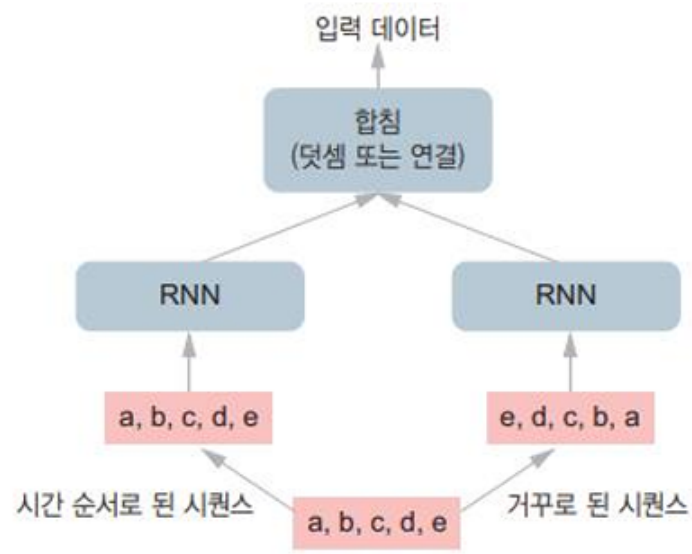 입력 데이터
합침
(덧셈 또는 연결)
RNN
RNN
a, b, c, d, e
e, d, c, b, a
시간 순서로 된 시퀀스
거꾸로 된 시퀀스
a, b, c, d, e